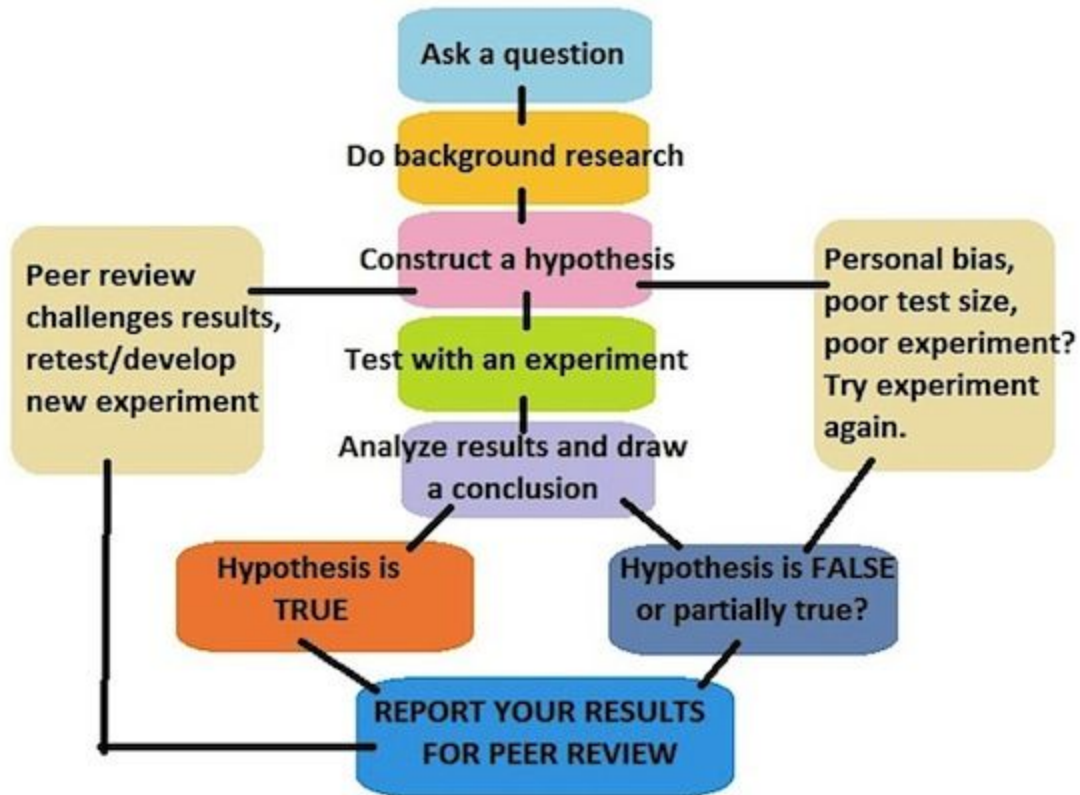 Ask a question
Do background research
Construct a hypothesis
Peer review
challenges results,
retest/develop
new experiment
Personal bias,
poor test size,
poor experiment?
Try experiment
again.
Test with an experiment
Analyze results and draw
a conclusion
Hypothesis is
TRUE
Hypothesis is FALSE
or partially true?
REPORT YOUR RESULTS
FOR PEER REVIEW